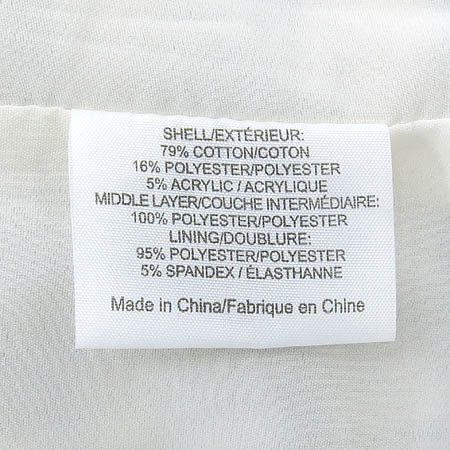 SHELL/EXTÉRIEUR:
79% COTTON/COTON
16% POLYESTER/POLYESTER
5% ACRYLIC / ACRYLIQUE
MIDDLE LAYER/COUCHE INTERMÉDIAIRE:
100% POLYESTER/POLYESTER
LINING/DOUBLURE:
95% POLYESTER/POLYESTER
5% SPANDEX / ÉLASTHANNE
Made in China/Fabrique en Chine